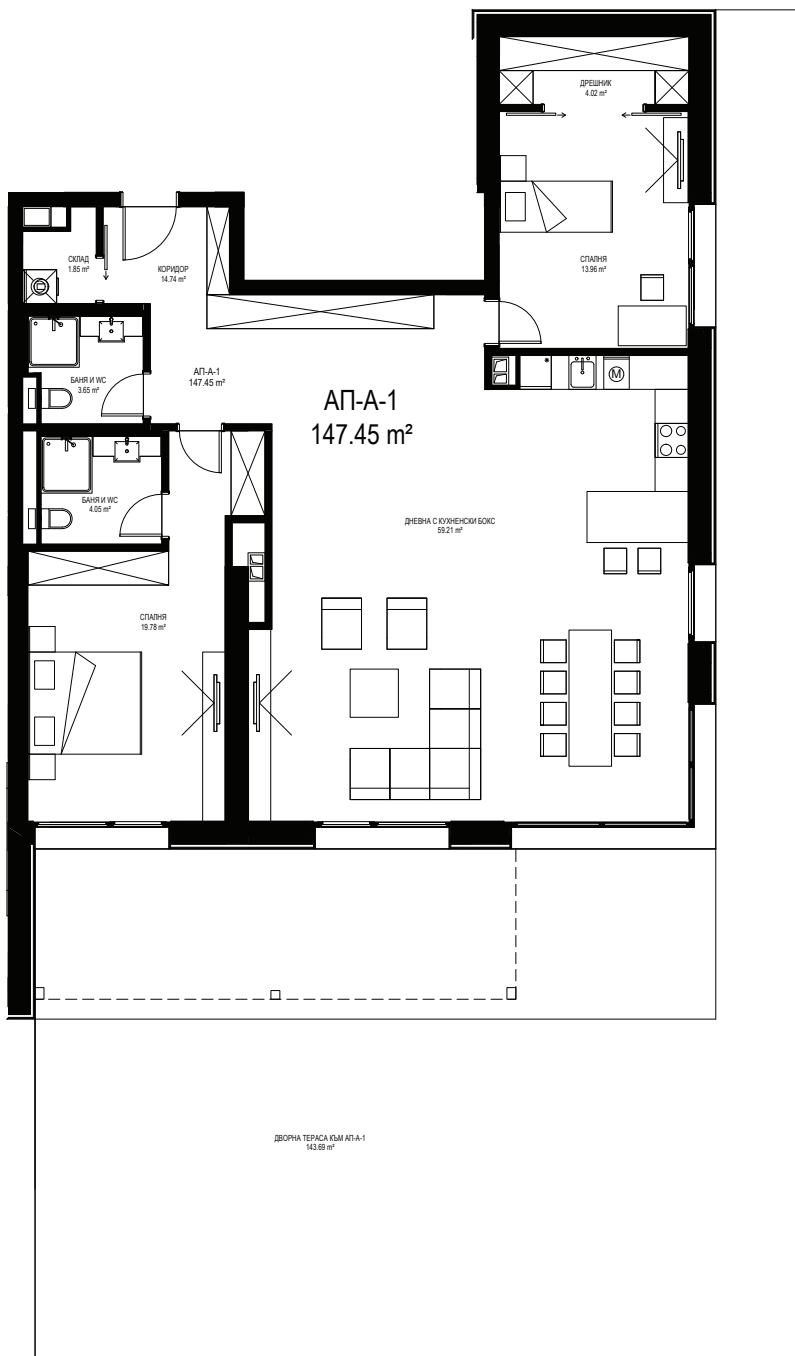 ДРЕШНИК
4.02 m²
СПАЛНЯ
13.96 m²
СКЛАД
1.85 m²
КОРИДОР
14.74 m²
АП-А-1
147.45 m²
БАНЯ И WC
3.65 m²
АП-А-1
147.45 m²
M
БАНЯ И WC
4.05 m²
ДНЕВНА С КУХНЕНСКИ БОКС
59.21 m²
СПАЛНЯ
19.78 m²
ДВОРНА ТЕРАСА КЪМ АП-А-1
143.69 m²